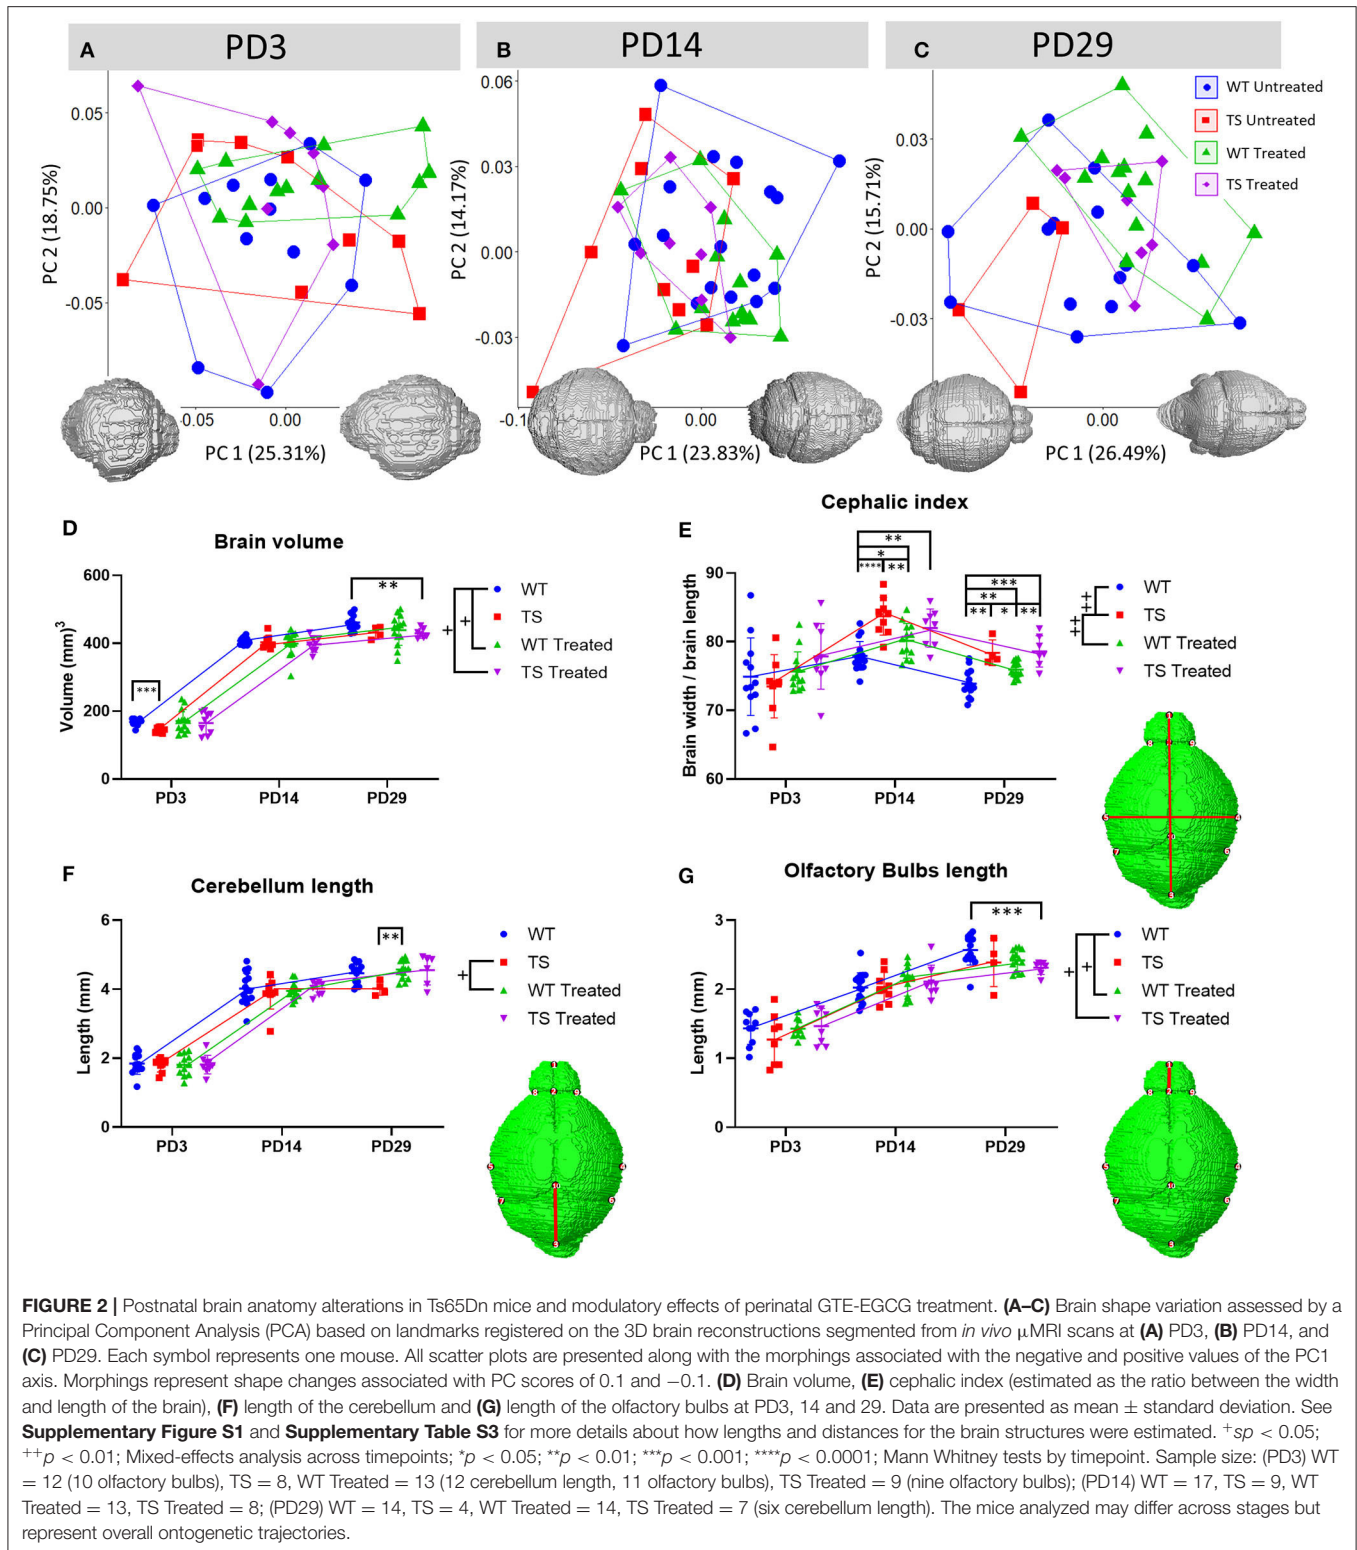 A PD3
B PD14
C PD29
PC 2 (18.75%)
0.05
0.00
-0.05
-0.05 0.00
PC 1 (25.31%)
PC 2 (14.17%)
0.06
0.03
0.00
-0.03
-0.1 0.00
PC 1 (23.83%)
PC 2 (15.71%)
0.03
0.00
-0.03
0.00
PC 1 (26.49%)
WT Untreated
TS Untreated
WT Treated
TS Treated
D
Brain volume
Volume (mm³)
600
400
200
0
PD3 PD14 PD29
***
**
+ +
WT
TS
WT Treated
TS Treated
E
Cephalic index
Brain width / brain length
90
80
70
60
PD3 PD14 PD29
**
*
**** **
***
**
** * **
++
++
WT
TS
WT Treated
TS Treated
F
Cerebellum length
Length (mm)
6
4
2
0
PD3 PD14 PD29
**
+
WT
TS
WT Treated
TS Treated
G
Olfactory Bulbs length
Length (mm)
3
2
1
0
PD3 PD14 PD29
***
+ +
WT
TS
WT Treated
TS Treated
FIGURE 2 | Postnatal brain anatomy alterations in Ts65Dn mice and modulatory effects of perinatal GTE-EGCG treatment. (A–C) Brain shape variation assessed by a
Principal Component Analysis (PCA) based on landmarks registered on the 3D brain reconstructions segmented from in vivo μMRI scans at (A) PD3, (B) PD14, and
(C) PD29. Each symbol represents one mouse. All scatter plots are presented along with the morphings associated with the negative and positive values of the PC1
axis. Morphings represent shape changes associated with PC scores of 0.1 and −0.1. (D) Brain volume, (E) cephalic index (estimated as the ratio between the width
and length of the brain), (F) length of the cerebellum and (G) length of the olfactory bulbs at PD3, 14 and 29. Data are presented as mean ± standard deviation. See
Supplementary Figure S1 and Supplementary Table S3 for more details about how lengths and distances for the brain structures were estimated. +sp < 0.05;
++p < 0.01; Mixed-effects analysis across timepoints; *p < 0.05; **p < 0.01; ***p < 0.001; ****p < 0.0001; Mann Whitney tests by timepoint. Sample size: (PD3) WT
= 12 (10 olfactory bulbs), TS = 8, WT Treated = 13 (12 cerebellum length, 11 olfactory bulbs), TS Treated = 9 (nine olfactory bulbs); (PD14) WT = 17, TS = 9, WT
Treated = 13, TS Treated = 8; (PD29) WT = 14, TS = 4, WT Treated = 14, TS Treated = 7 (six cerebellum length). The mice analyzed may differ across stages but
represent overall ontogenetic trajectories.